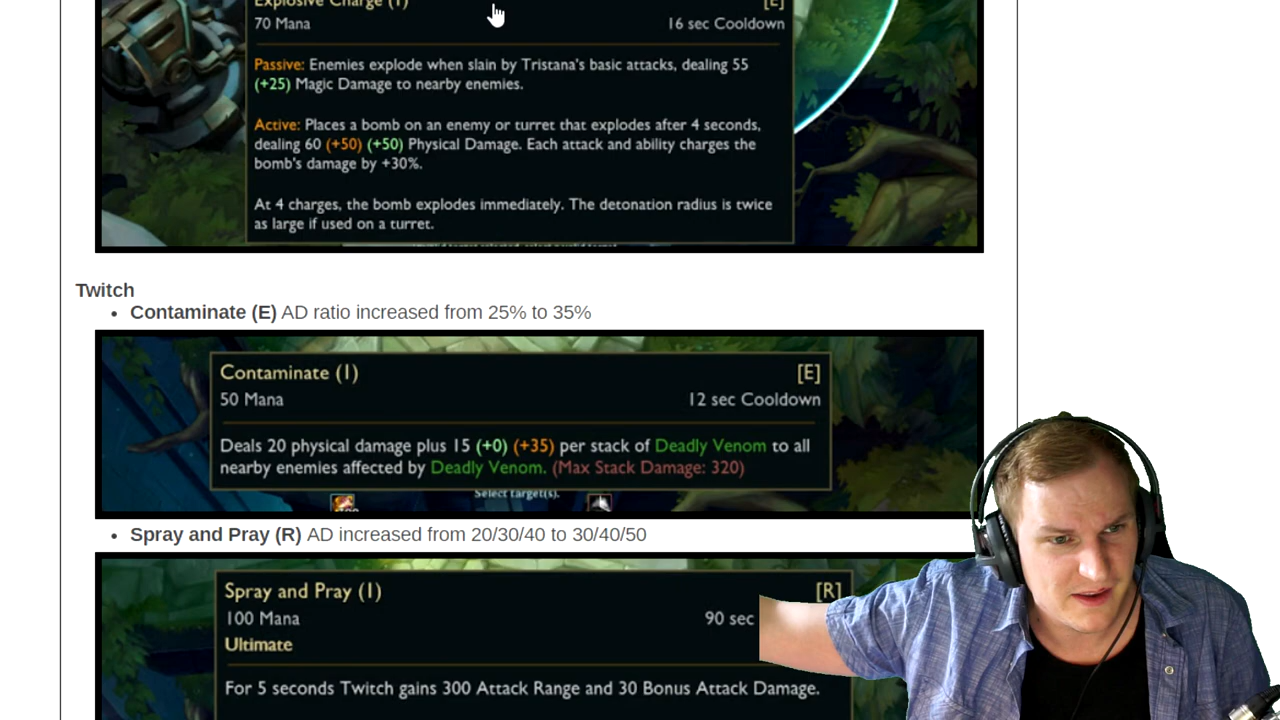 Explosive Charge (1) [E]
70 Mana 16 sec Cooldown
Passive: Enemies explode when slain by Tristana's basic attacks, dealing 55
(+25) Magic Damage to nearby enemies.
Active: Places a bomb on an enemy or turret that explodes after 4 seconds,
dealing 60 (+50) (+50) Physical Damage. Each attack and ability charges the
bomb's damage by +30%.
At 4 charges, the bomb explodes immediately. The detonation radius is twice
as large if used on a turret.
Twitch
• Contaminate (E) AD ratio increased from 25% to 35%
Contaminate (1) [E]
50 Mana 12 sec Cooldown
Deals 20 physical damage plus 15 (+0) (+35) per stack of Deadly Venom to all
nearby enemies affected by Deadly Venom. (Max Stack Damage: 320)
Select target(s).
• Spray and Pray (R) AD increased from 20/30/40 to 30/40/50
Spray and Pray (1) [R]
100 Mana 90 sec
Ultimate
For 5 seconds Twitch gains 300 Attack Range and 30 Bonus Attack Damage.